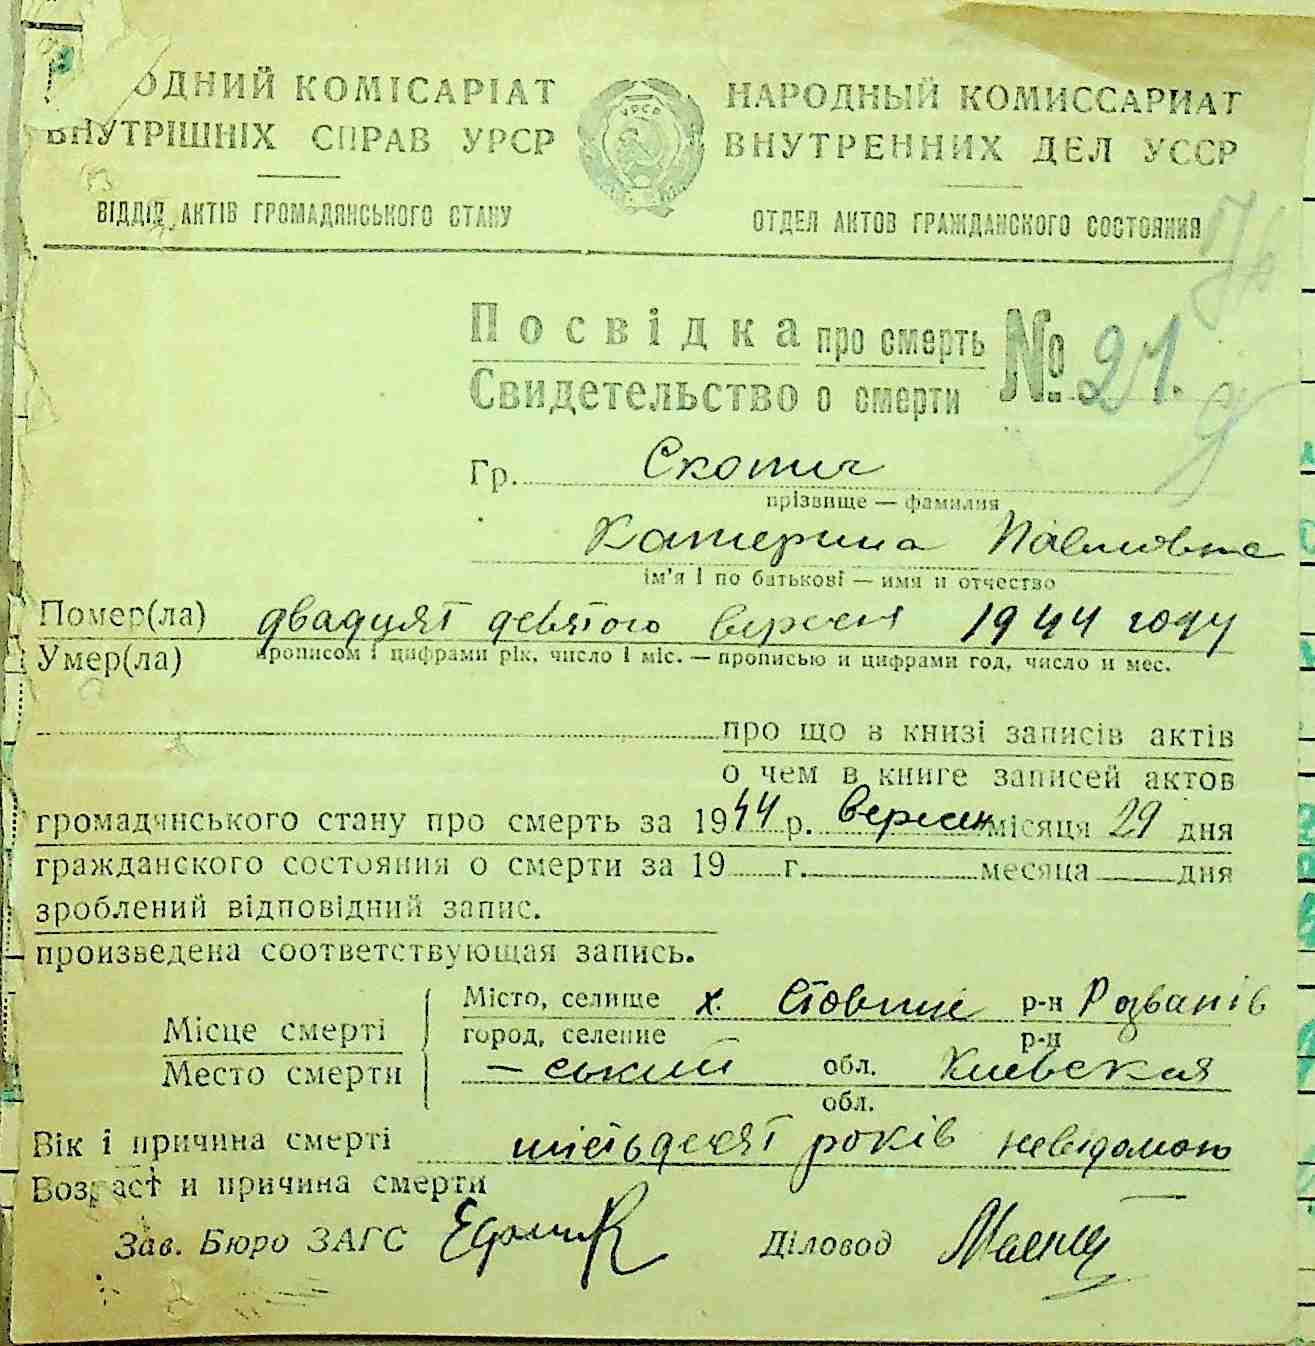 ОДНИЙ КОМІСАРІАТ
ВНУТРІШНІХ СПРАВ УРСР
ВІДДІЛ АКТІВ ГРОМАДЯНСЬКОГО СТАНУ
УРСР
НАРОДНЫЙ КОМИССАРИАТ
ВНУТРЕННИХ ДЕЛ УССР
ОТДЕЛ АКТОВ ГРАЖДАНСКОГО СОСТОЯНИЯ
Посвідка про смерть № 21.
Свидетельство о смерти
Гр. Скотич
прізвище — фамилия
Катерина Павловна
ім'я і по батькові — имя и отчество
Помер(ла) двадцят девятого вересня 1944 году
Умер(ла) прописом і цифрами рік, число і міс. — прописью и цифрами год, число и мес.
про що в книзі записів актів
о чем в книге записей актов
громадянського стану про смерть за 1944 р. вересня місяця 29 дня
гражданского состояния о смерти за 19 г. месяца дня
зроблений відповідний запис.
произведена соответствующая запись.
Місце смерті Місто, селище х. р-н Розванів
Место смерти город, селение р-н
-ський обл. Киевская
обл.
Вік і причина смерті шістьдесят років невідомою
Возраст и причина смерти
Зав. Бюро ЗАГС Діловод